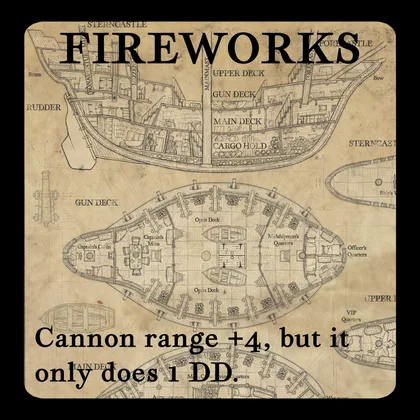 STERNCASTLE
FIREWORKS
FORECASTLE
Bow
UPPER DECK
GUN DECK
RUDDER
MAIN DECK
CARGO HOLD
STERNCAST
GUN DECK
Open Deck
Captain's Cabin
Captain's
Mess
Midshipmen's
Quarters
Officer's
Quarters
Open Deck
UPPER
VIP
Quarters
Cannon range +4, but it
MAIN DECK
only does 1 DD.